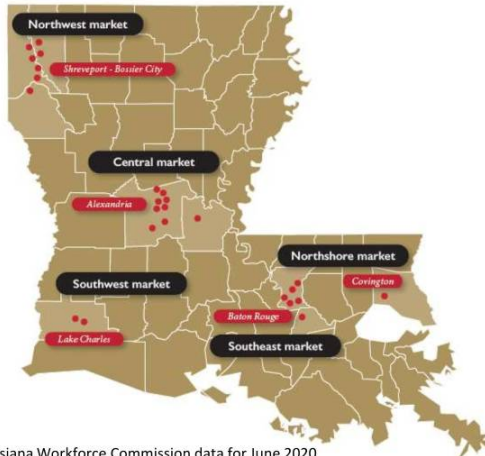 Northwest market
Shreveport - Bossier City
Central market
Alexandria
Northshore market
Covington
Southwest market
Baton Rouge
Lake Charles
Southeast market
siana Workforce Commission data for June 2020